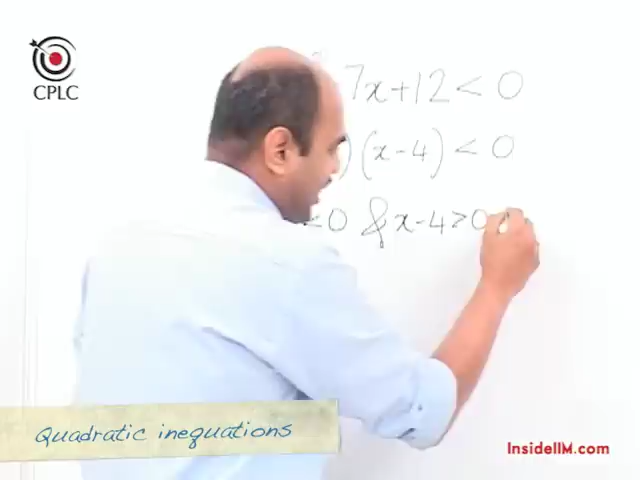 CPLC
7x+12<0
)(x-4)<0
<0 & x-4>0
Quadratic inequations
InsideIIM.com